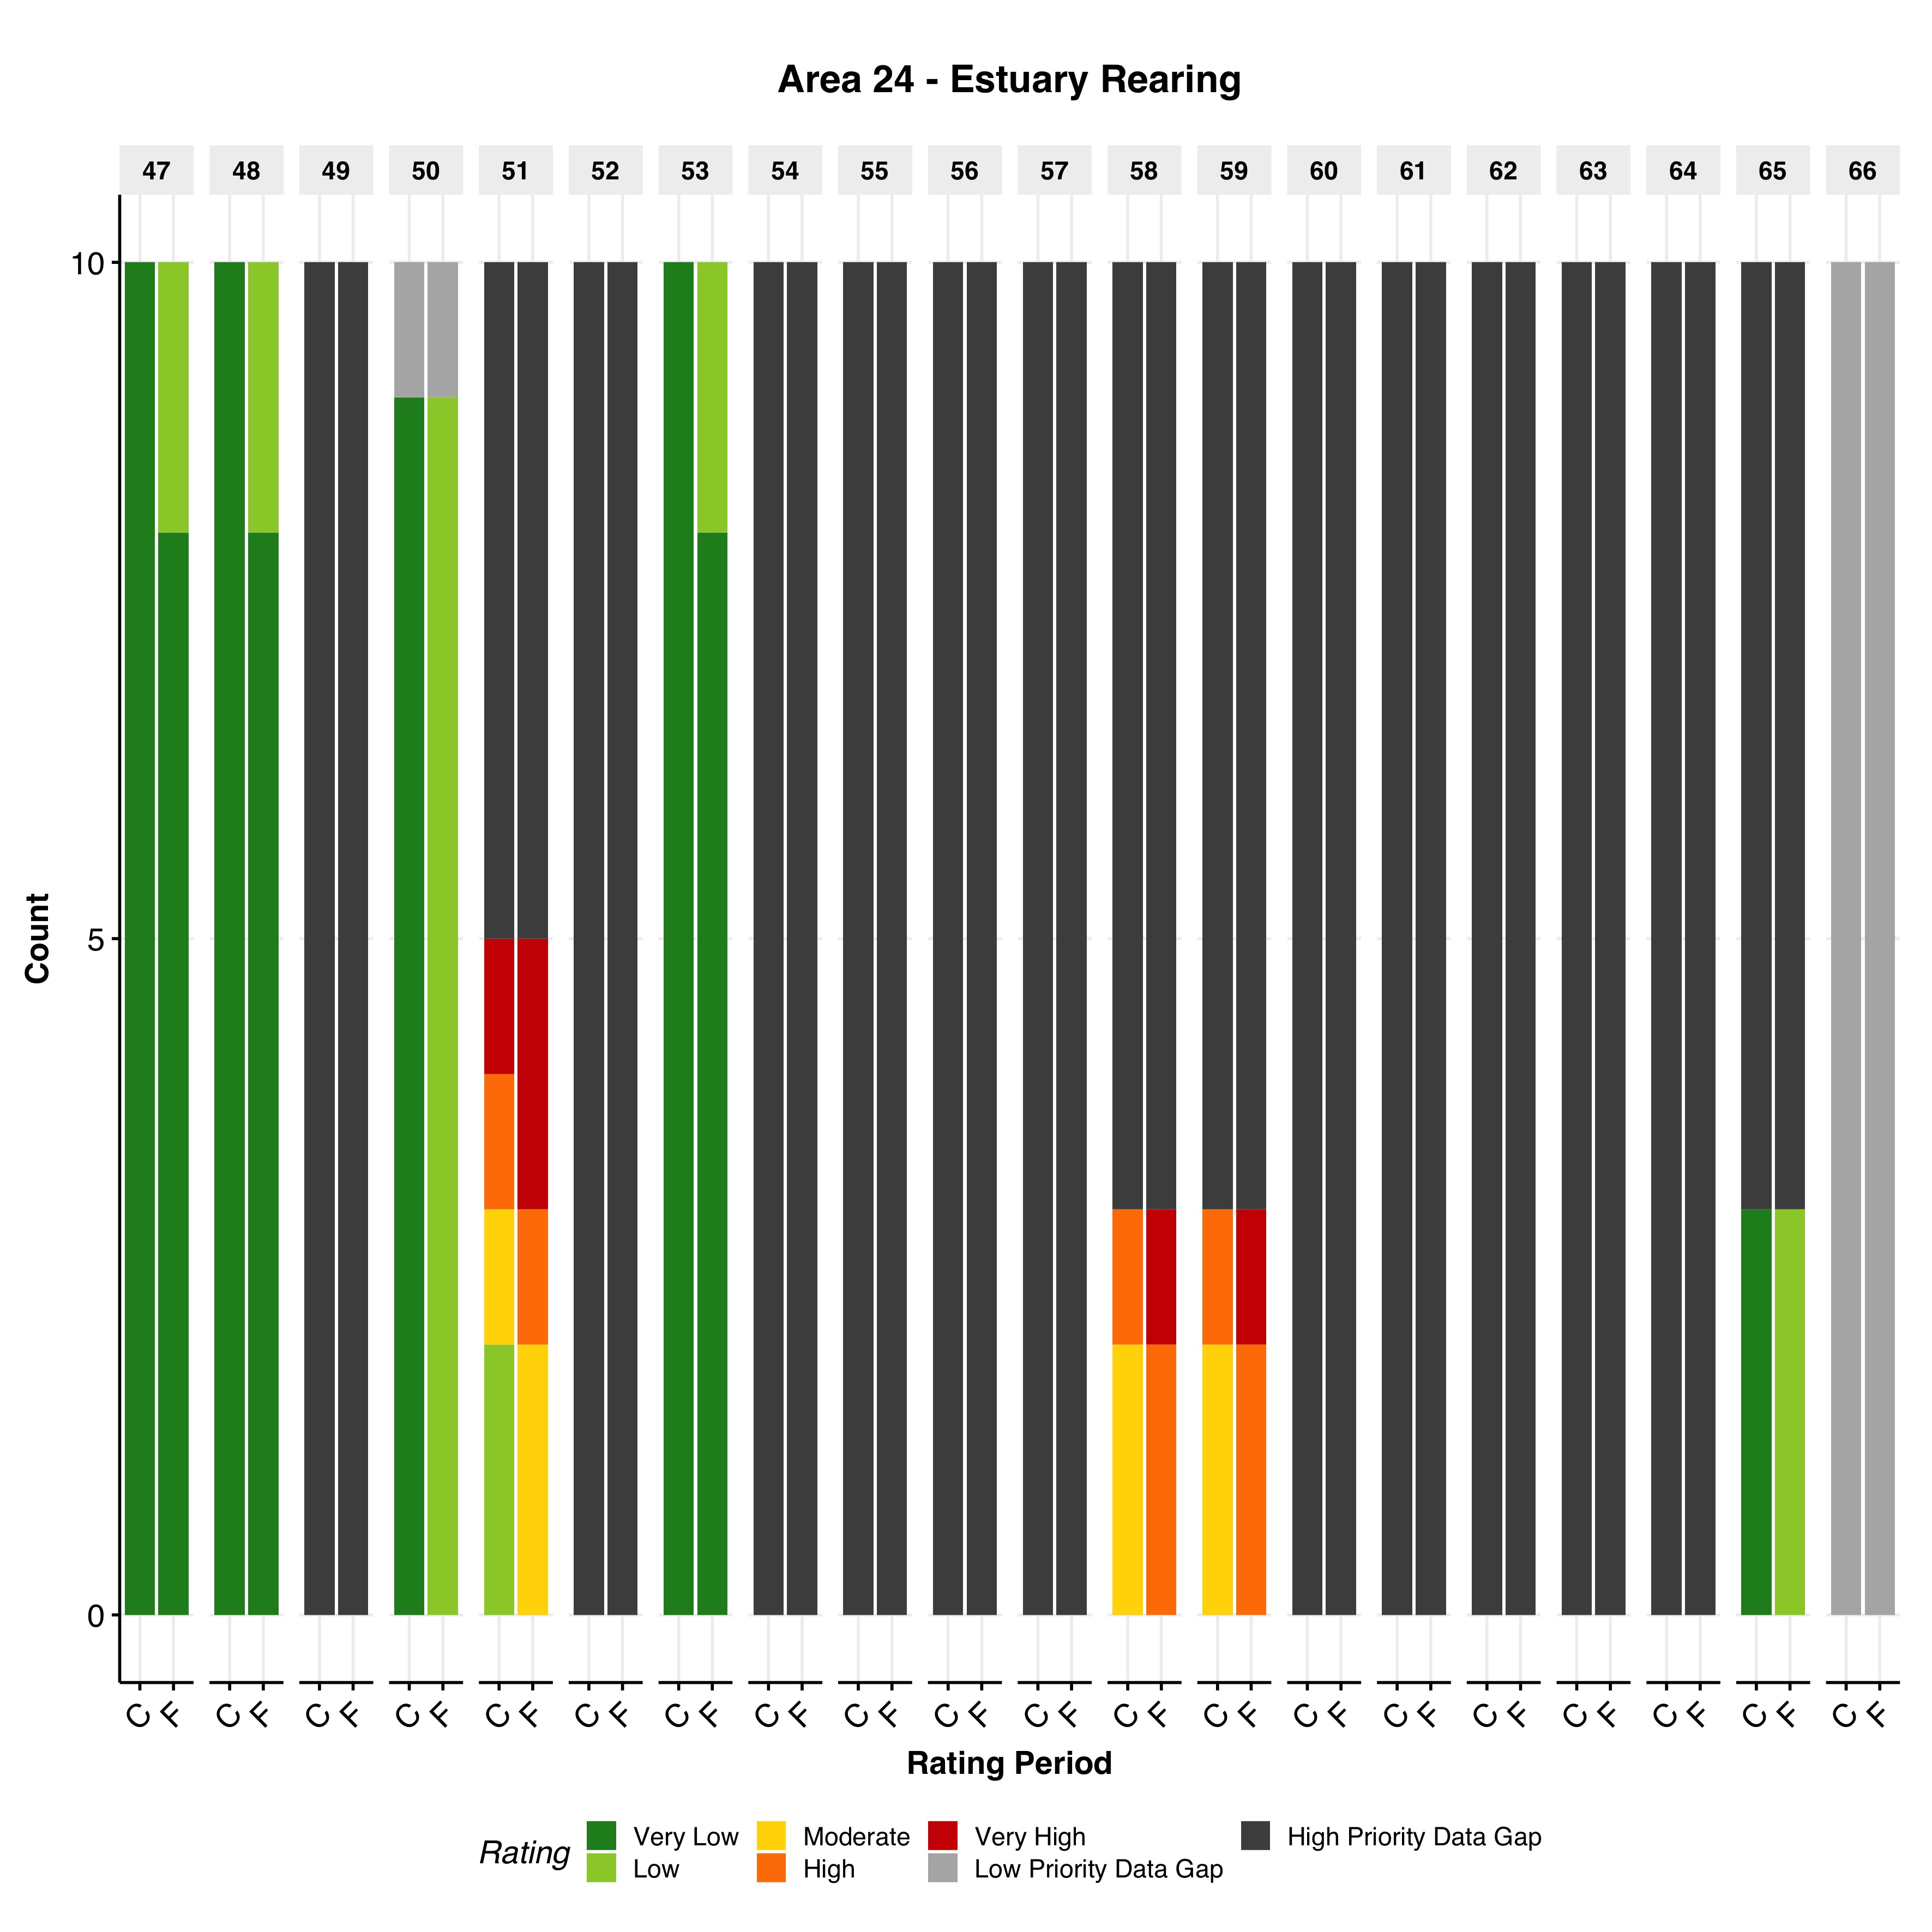 Area 24 - Estuary Rearing
47 48 49 50 51 52 53 54 55 56 57 58 59 60 61 62 63 64 65 66
10
5
0
Count
C F C F C F C F C F C F C F C F C F C F C F C F C F C F C F C F C F C F C F C F
Rating Period
Rating
Very Low Moderate Very High High Priority Data Gap
Low High Low Priority Data Gap